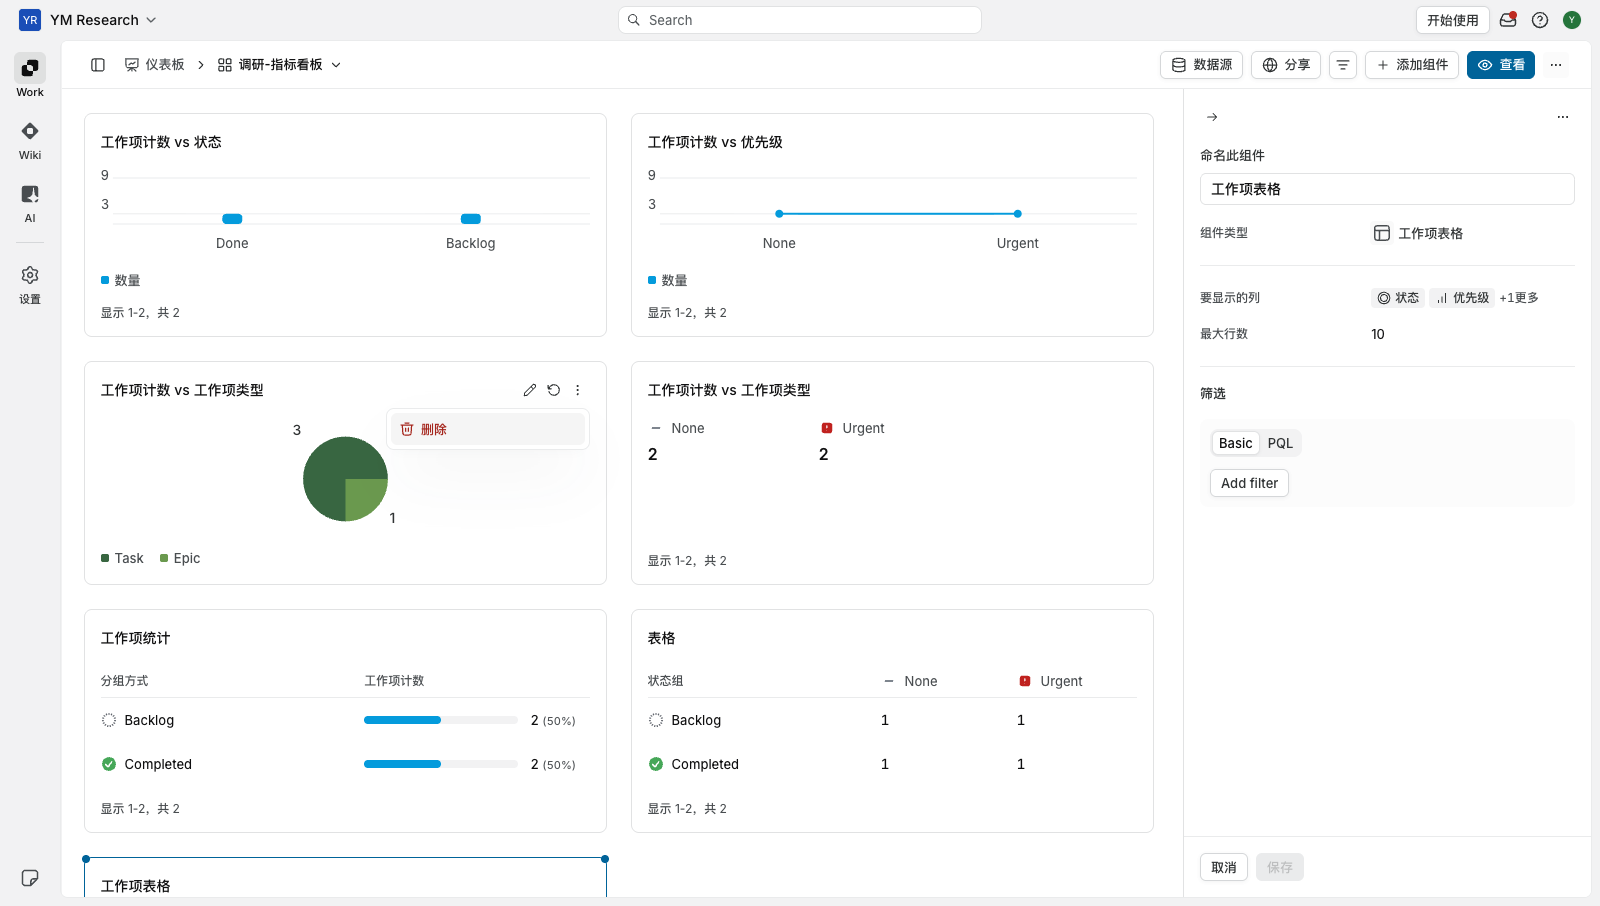 YR YM Research
Search
开始使用
Y
Work
Wiki
AI
设置
仪表板
调研-指标看板
数据源
分享
添加组件
查看
工作项计数 vs 状态
9
3
Done Backlog
数量
显示 1-2，共 2
工作项计数 vs 优先级
9
3
None Urgent
数量
显示 1-2，共 2
工作项计数 vs 工作项类型
删除
3
1
Task Epic
工作项计数 vs 工作项类型
None Urgent
2 2
显示 1-2，共 2
工作项统计
分组方式 工作项计数
Backlog 2 (50%)
Completed 2 (50%)
显示 1-2，共 2
表格
状态组 None Urgent
Backlog 1 1
Completed 1 1
显示 1-2，共 2
工作项表格
命名此组件
工作项表格
组件类型 工作项表格
要显示的列 状态 优先级 +1更多
最大行数 10
筛选
Basic PQL
Add filter
取消 保存